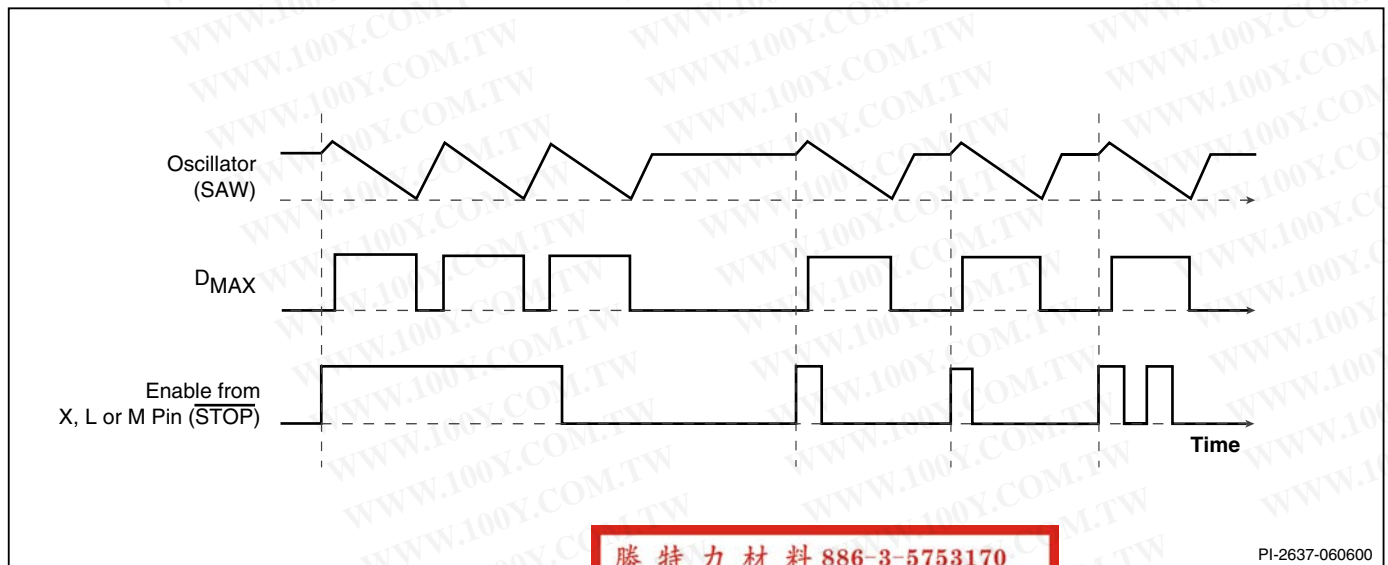 Oscillator
(SAW)
DMAX
Enable from
X, L or M Pin (STOP)
Time
勝 特 力 材 料 886-3-5753170
PI-2637-060600
WWW.100Y.COM.TW